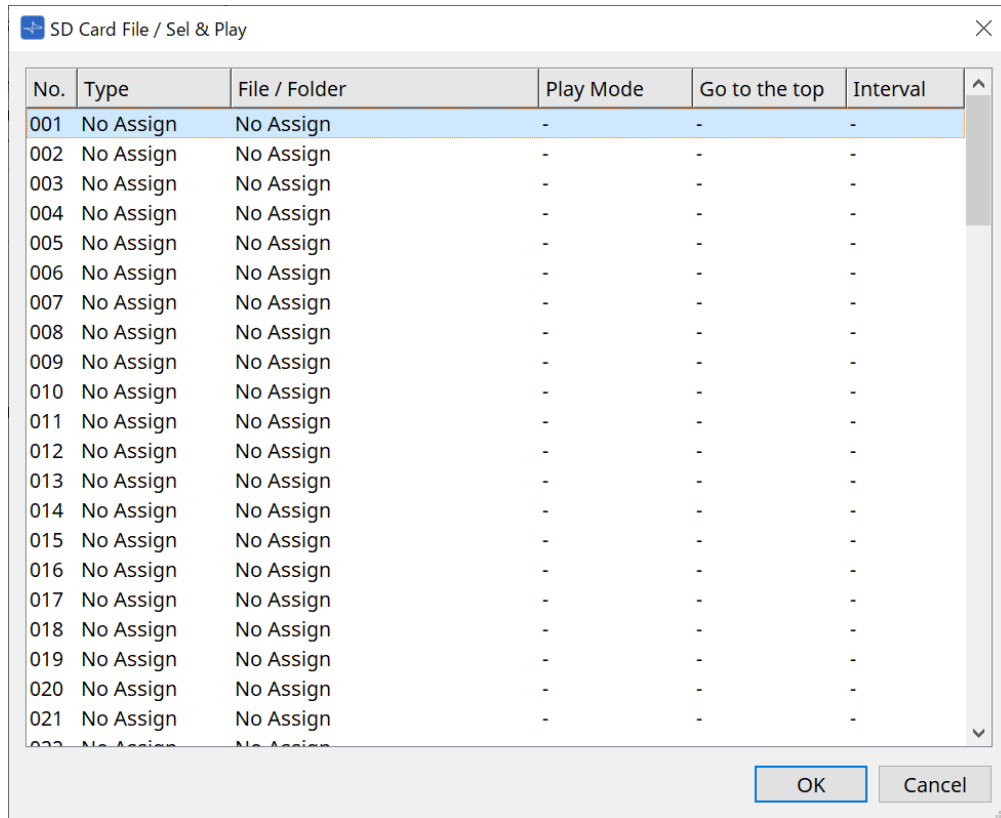 SD Card File / Sel & Play
No. Type File / Folder Play Mode Go to the top Interval
001 No Assign No Assign - - -
002 No Assign No Assign - - -
003 No Assign No Assign - - -
004 No Assign No Assign - - -
005 No Assign No Assign - - -
006 No Assign No Assign - - -
007 No Assign No Assign - - -
008 No Assign No Assign - - -
009 No Assign No Assign - - -
010 No Assign No Assign - - -
011 No Assign No Assign - - -
012 No Assign No Assign - - -
013 No Assign No Assign - - -
014 No Assign No Assign - - -
015 No Assign No Assign - - -
016 No Assign No Assign - - -
017 No Assign No Assign - - -
018 No Assign No Assign - - -
019 No Assign No Assign - - -
020 No Assign No Assign - - -
021 No Assign No Assign - - -
OK Cancel